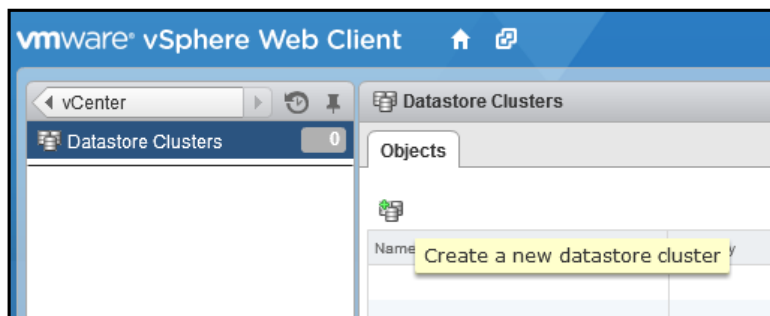 vmware® vSphere Web Client
vCenter
Datastore Clusters 0
Datastore Clusters
Objects
Name
Create a new datastore cluster
y